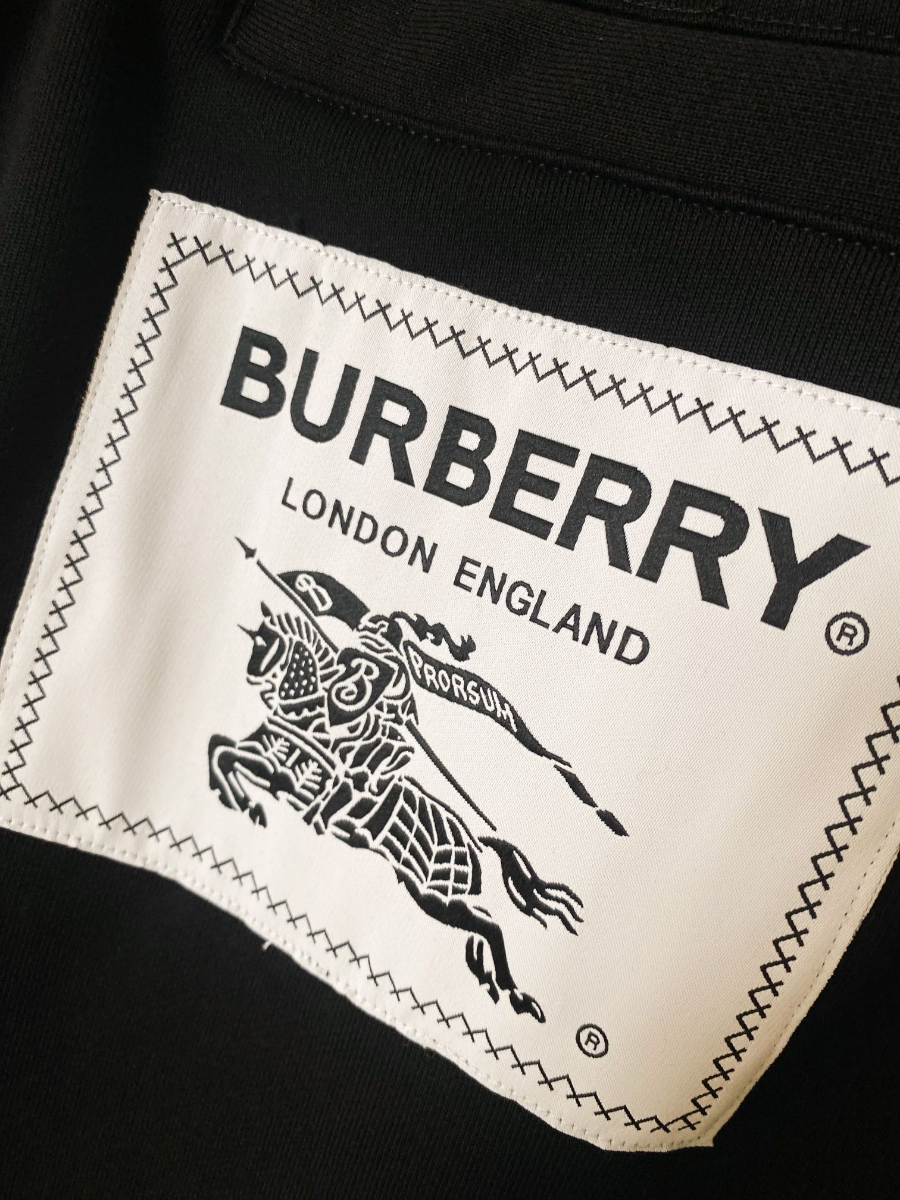 BURBERRY®
LONDON ENGLAND
B
PRORSUM
®